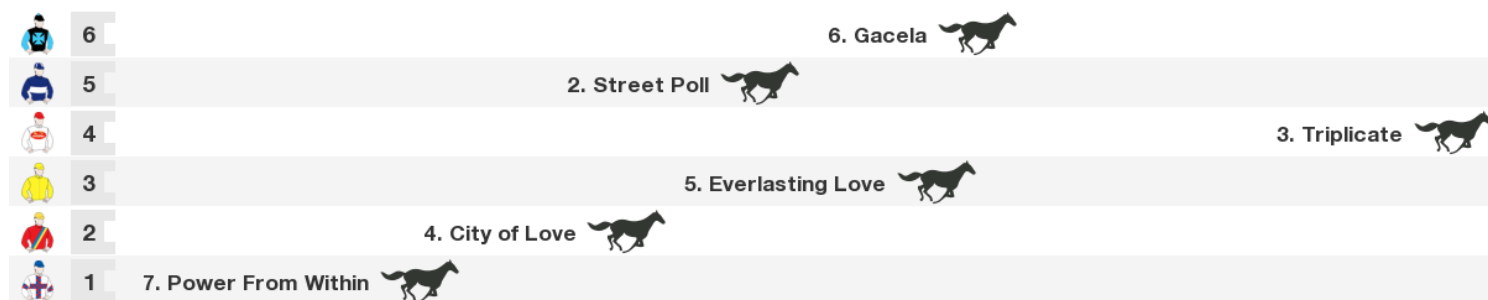 6 6. Gacela
5 2. Street Poll
4 3. Triplicate
3 5. Everlasting Love
2 4. City of Love
1 7. Power From Within